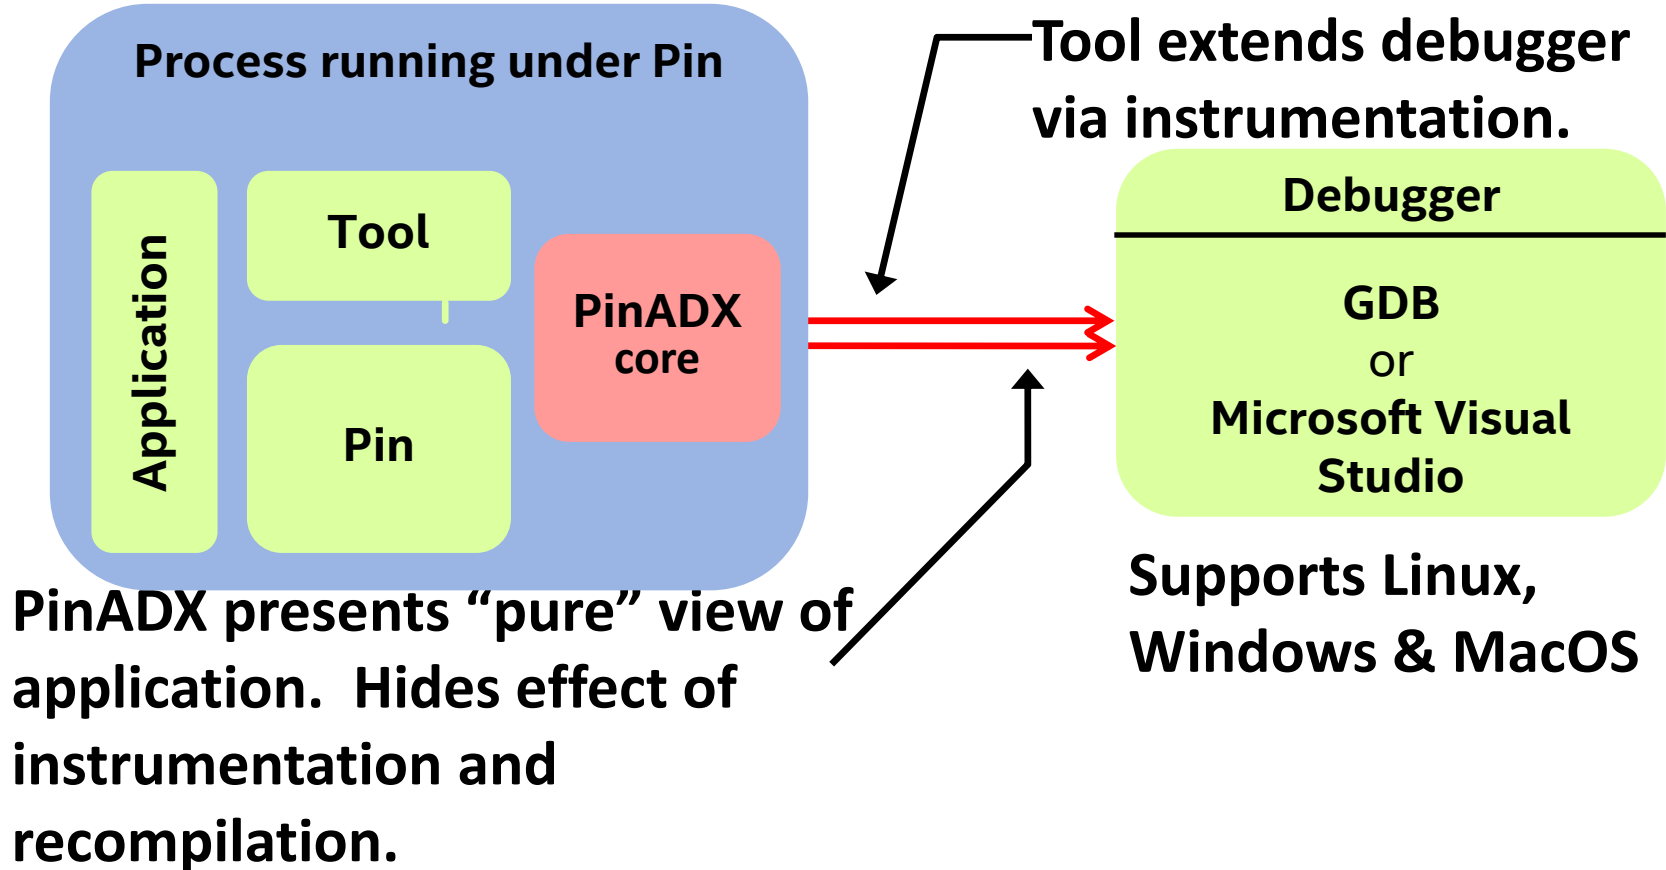 Process running under Pin
Application
Tool
Pin
PinADX
core
Tool extends debugger
via instrumentation.
Debugger
GDB
or
Microsoft Visual
Studio
Supports Linux,
Windows & MacOS
PinADX presents “pure” view of
application.  Hides effect of
instrumentation and
recompilation.